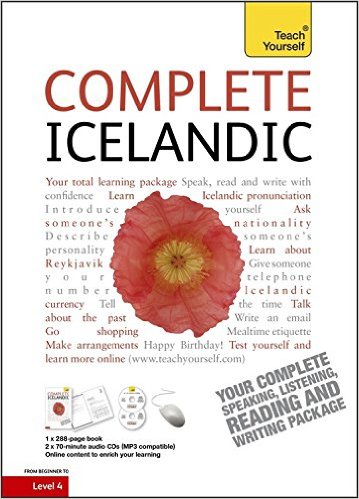 Teach
Yourself®
COMPLETE
ICELANDIC
Your total learning package Speak, read and write with
confidence Learn Icelandic pronunciation
Introduce yourself Ask
someone's nationality
Describe someone's
personality Learn about
Reykjavik Give someone
your telephone
number Icelandic
currency Tell the time Talk
about the past Write an email
Go shopping Mealtime etiquette
Make arrangements Happy Birthday! Test yourself and
learn more online (www.teachyourself.com)
YOUR COMPLETE
SPEAKING, LISTENING,
READING AND
WRITING PACKAGE
COMPLETE
ICELANDIC
1 x 288-page book
2 x 70-minute audio CDs (MP3 compatible)
Online content to enrich your learning
FROM BEGINNER TO
Level 4